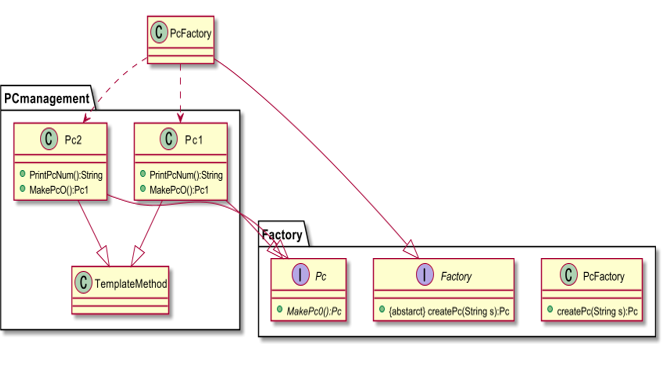 C PcFactory
PCmanagement
C Pc2
PrintPcNum():String
MakePcO():Pc1
C Pc1
PrintPcNum():String
MakePcO():Pc1
C TemplateMethod
Factory
I Pc
MakePc0():Pc
I Factory
{abstarct} createPc(String s):Pc
C PcFactory
createPc(String s):Pc